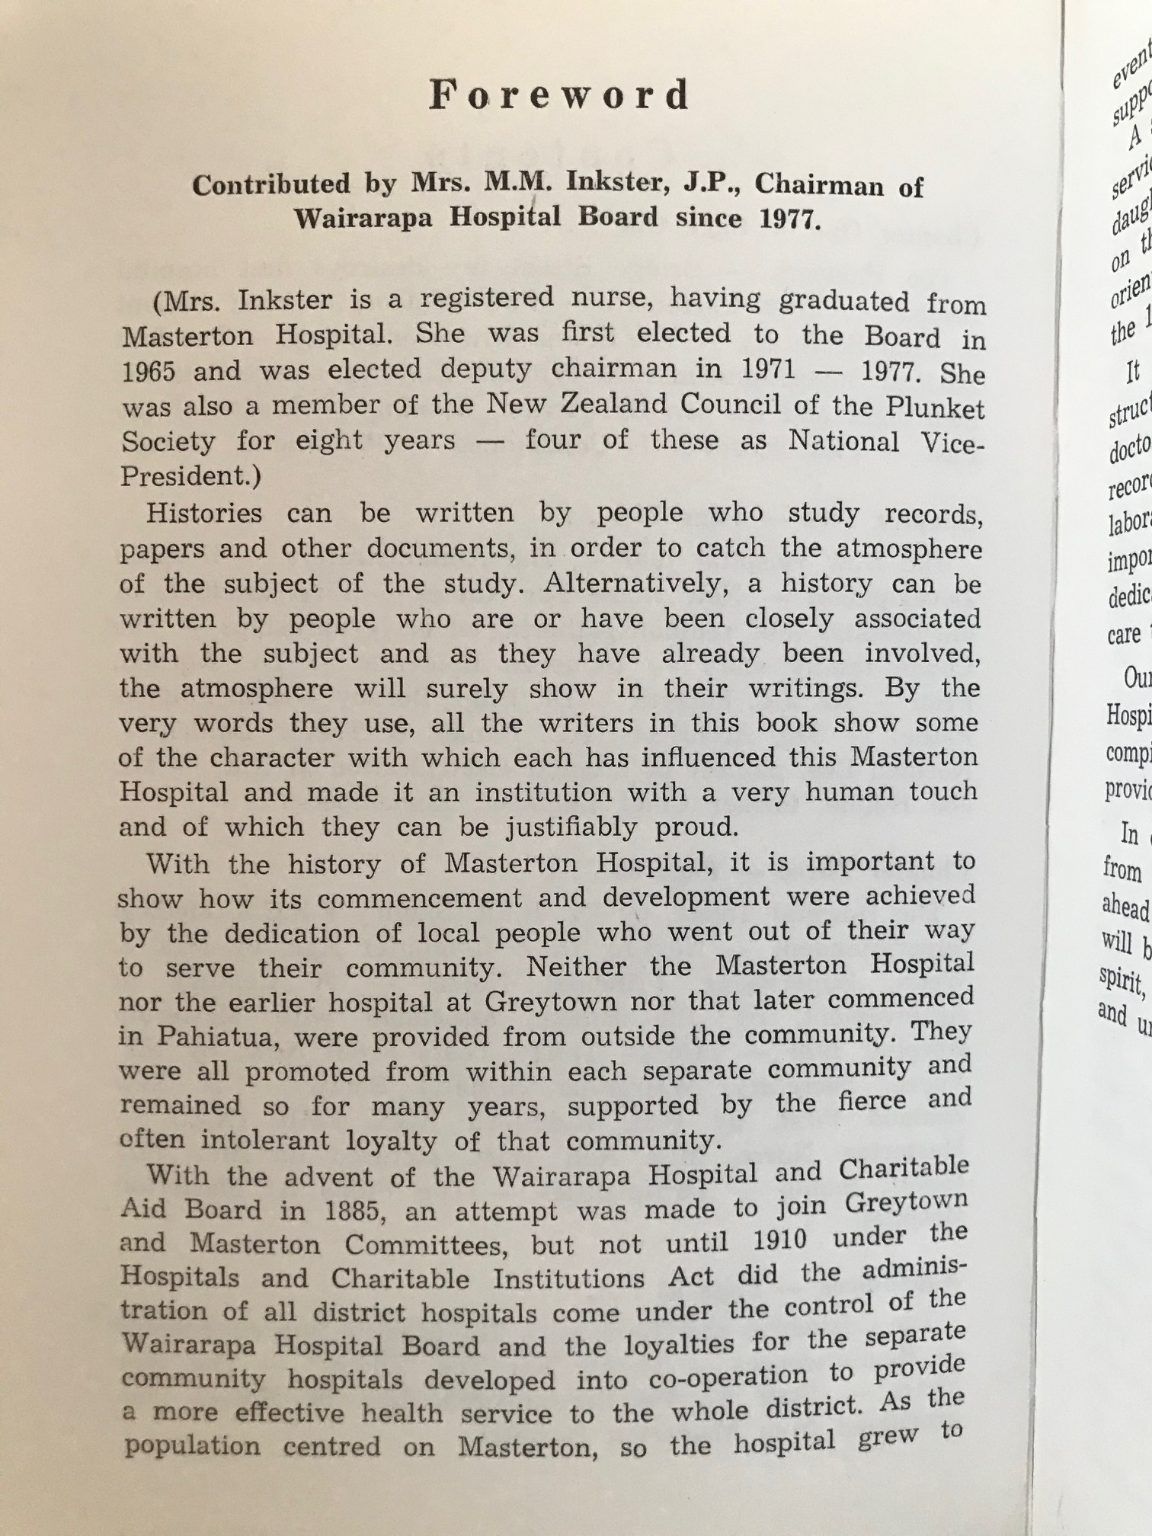 Foreword
Contributed by Mrs. M.M. Inkster, J.P., Chairman of
Wairarapa Hospital Board since 1977.
(Mrs. Inkster is a registered nurse, having graduated from
Masterton Hospital. She was first elected to the Board in
1965 and was elected deputy chairman in 1971 — 1977. She
was also a member of the New Zealand Council of the Plunket
Society for eight years — four of these as National Vice-
President.)
Histories can be written by people who study records,
papers and other documents, in order to catch the atmosphere
of the subject of the study. Alternatively, a history can be
written by people who are or have been closely associated
with the subject and as they have already been involved,
the atmosphere will surely show in their writings. By the
very words they use, all the writers in this book show some
of the character with which each has influenced this Masterton
Hospital and made it an institution with a very human touch
and of which they can be justifiably proud.
With the history of Masterton Hospital, it is important to
show how its commencement and development were achieved
by the dedication of local people who went out of their way
to serve their community. Neither the Masterton Hospital
nor the earlier hospital at Greytown nor that later commenced
in Pahiatua, were provided from outside the community. They
were all promoted from within each separate community and
remained so for many years, supported by the fierce and
often intolerant loyalty of that community.
With the advent of the Wairarapa Hospital and Charitable
Aid Board in 1885, an attempt was made to join Greytown
and Masterton Committees, but not until 1910 under the
Hospitals and Charitable Institutions Act did the adminis-
tration of all district hospitals come under the control of the
Wairarapa Hospital Board and the loyalties for the separate
community hospitals developed into co-operation to provide
a more effective health service to the whole district. As the
population centred on Masterton, so the hospital grew to
A
on
the
It
care
In
from
ahead
will
spirit,
and